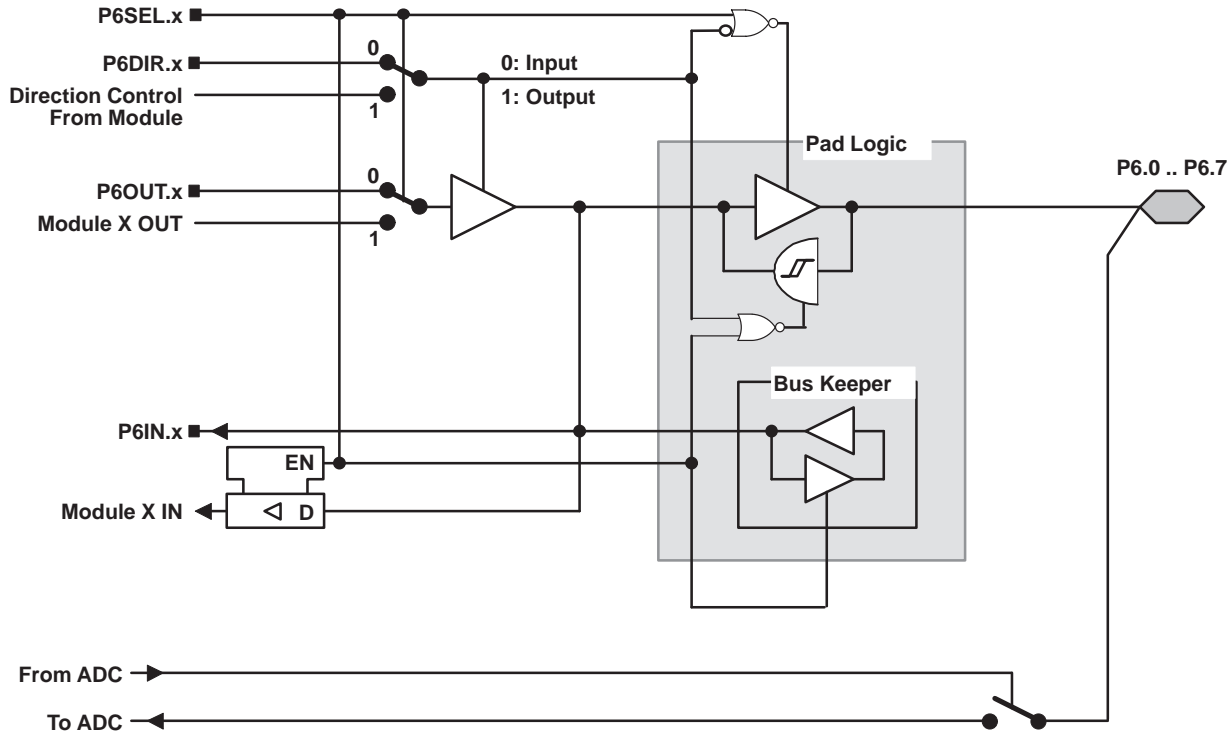 P6SEL.x
P6DIR.x
0
0: Input
Direction Control
From Module
1
1: Output
Pad Logic
P6.0 .. P6.7
P6OUT.x
0
Module X OUT
1
Bus Keeper
P6IN.x
EN
Module X IN
D
From ADC
To ADC